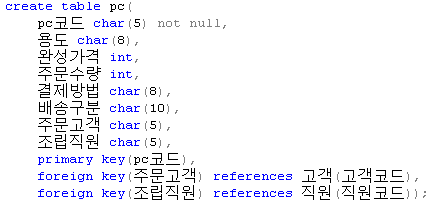 create table pc(
pc코드 char(5) not null,
용도 char(8),
완성가격 int,
주문수량 int,
결제방법 char(8),
배송구분 char(10),
주문고객 char(5),
조립직원 char(5),
primary key(pc코드),
foreign key(주문고객) references 고객(고객코드),
foreign key(조립직원) references 직원(직원코드));